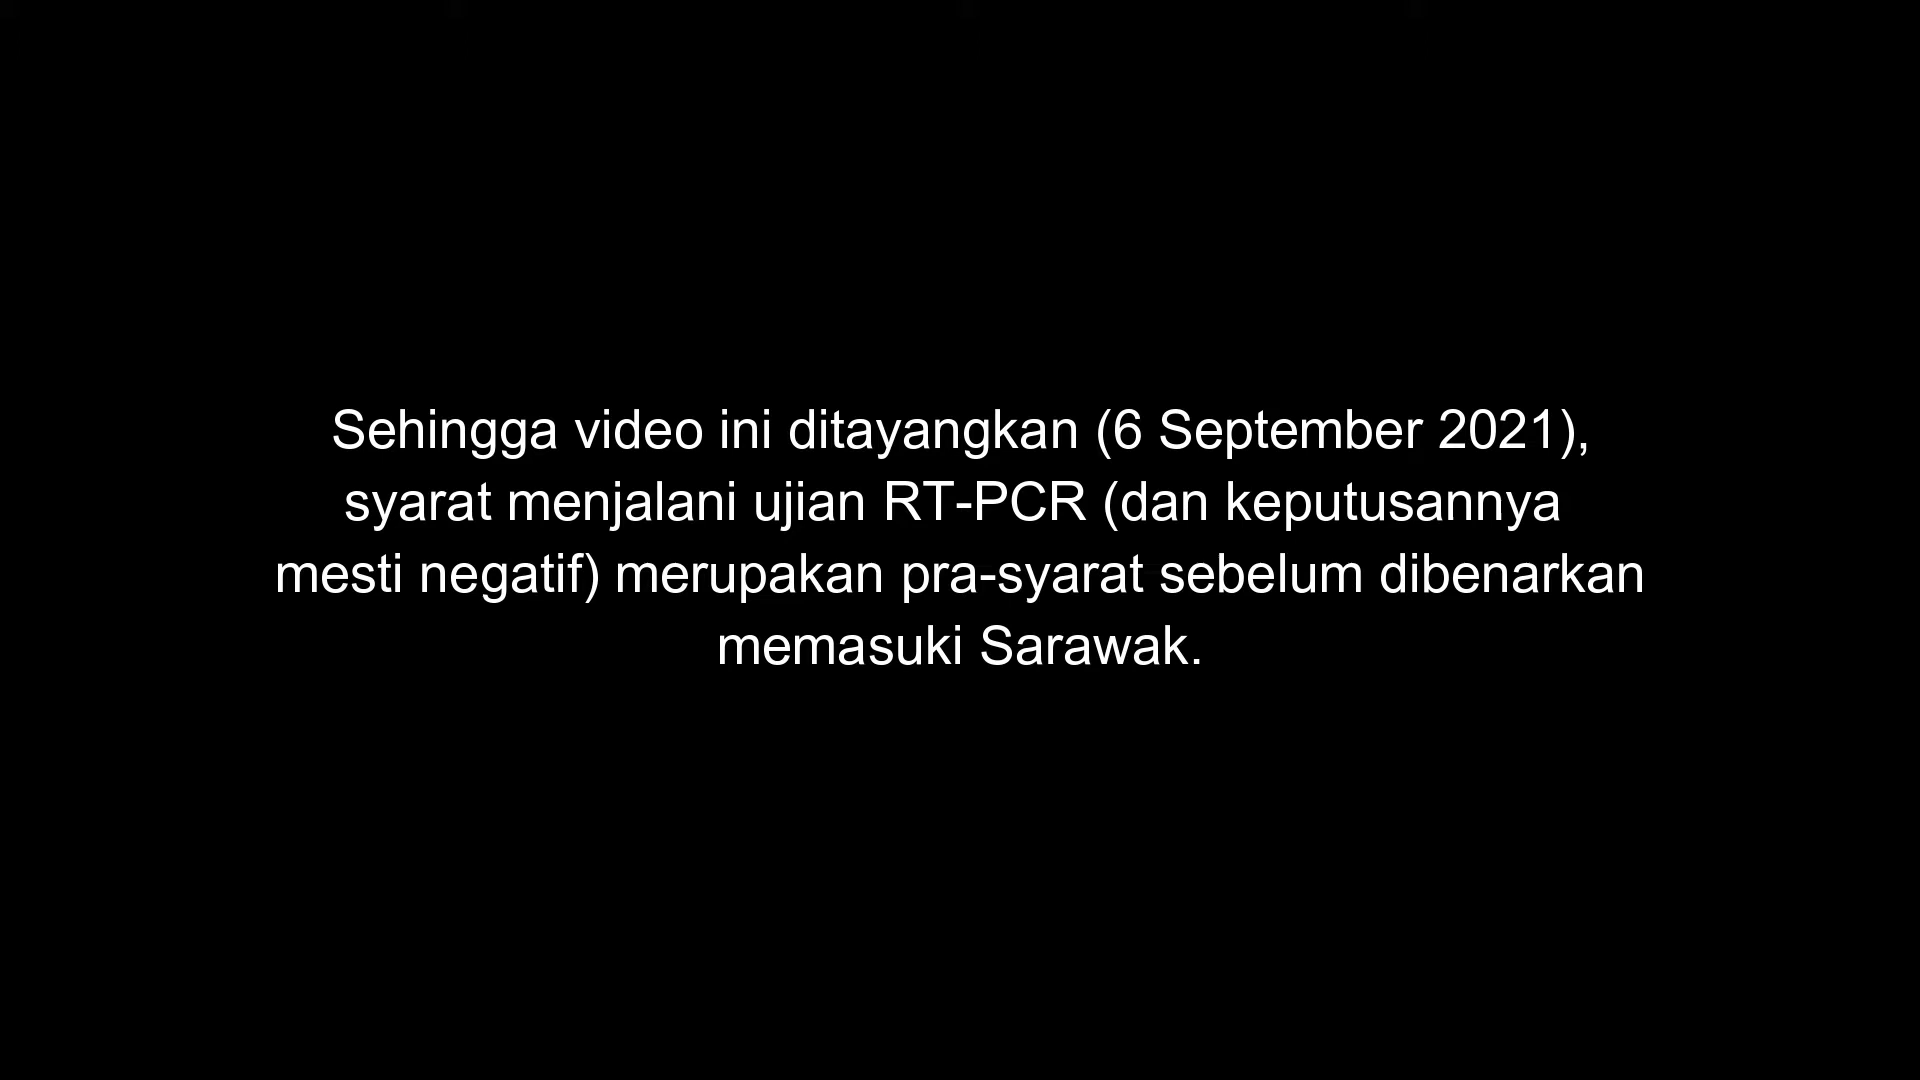 Sehingga video ini ditayangkan (6 September 2021),
syarat menjalani ujian RT-PCR (dan keputusannya
mesti negatif) merupakan pra-syarat sebelum dibenarkan
memasuki Sarawak.